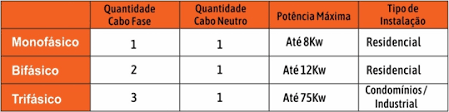 Quantidade Cabo Fase
Quantidade Cabo Neutro
Potência Máxima
Tipo de Instalação
Monofásico 1 1 Até 8Kw Residencial
Bifásico 2 1 Até 12Kw Residencial
Trifásico 3 1 Até 75Kw Condomínios / Industrial